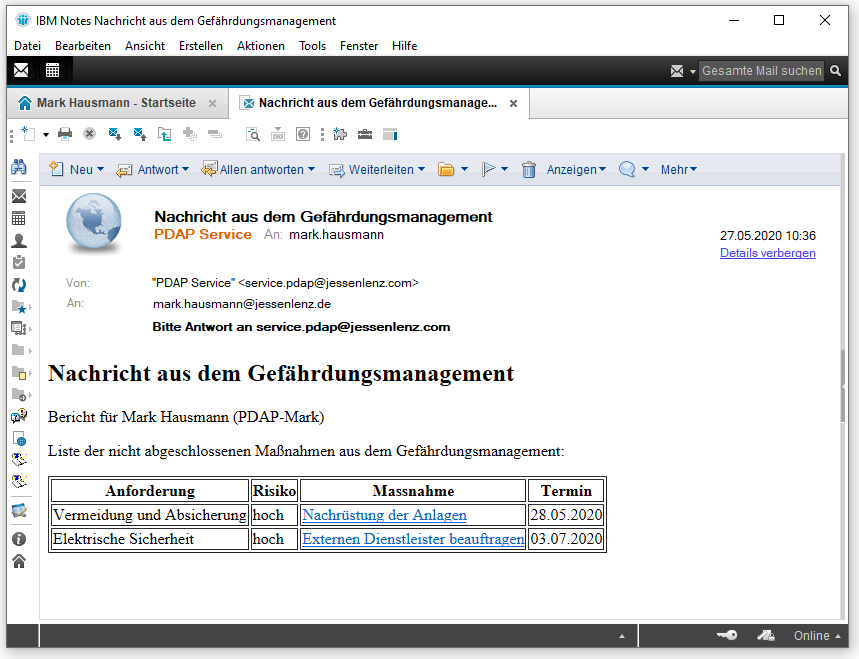 IBM Notes Nachricht aus dem Gefährdungsmanagement
Datei Bearbeiten Ansicht Erstellen Aktionen Tools Fenster Hilfe
Gesamte Mail suchen
Mark Hausmann - Startseite Nachricht aus dem Gefährdungsmanage...
Neu Antwort Allen antworten Weiterleiten Anzeigen Mehr
Nachricht aus dem Gefährdungsmanagement
PDAP Service An: mark.hausmann
27.05.2020 10:36
Details verbergen
Von: "PDAP Service" <service.pdap@jessenlenz.com>
An: mark.hausmann@jessenlenz.de
Bitte Antwort an service.pdap@jessenlenz.com
Nachricht aus dem Gefährdungsmanagement
Bericht für Mark Hausmann (PDAP-Mark)
Liste der nicht abgeschlossenen Maßnahmen aus dem Gefährdungsmanagement:
Anforderung Risiko Massnahme Termin
Vermeidung und Absicherung hoch Nachrüstung der Anlagen 28.05.2020
Elektrische Sicherheit hoch Externen Dienstleister beauftragen 03.07.2020
Online